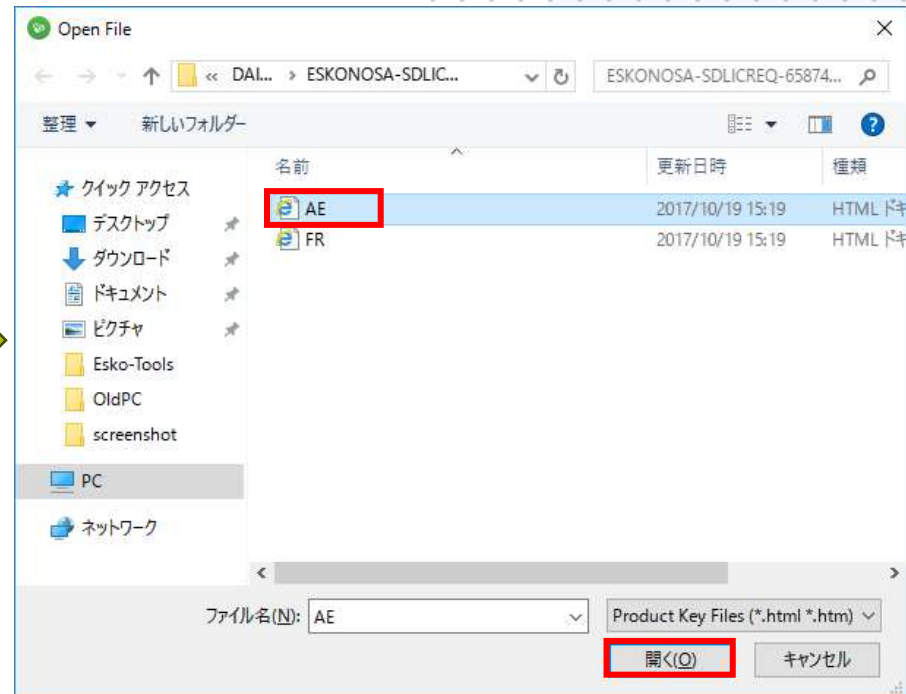 Open File
« DAI... › ESKONOSA-SDLIC...
ESKONOSA-SDLICREQ-65874...
整理 ▼ 新しいフォルダー
名前 更新日時 種類
クイック アクセス
デスクトップ
ダウンロード
ドキュメント
ピクチャ
Esko-Tools
OldPC
screenshot
PC
ネットワーク
AE 2017/10/19 15:19 HTML ドキ
FR 2017/10/19 15:19 HTML ドキ
ファイル名(N): AE
Product Key Files (*.html *.htm)
開く(O) キャンセル